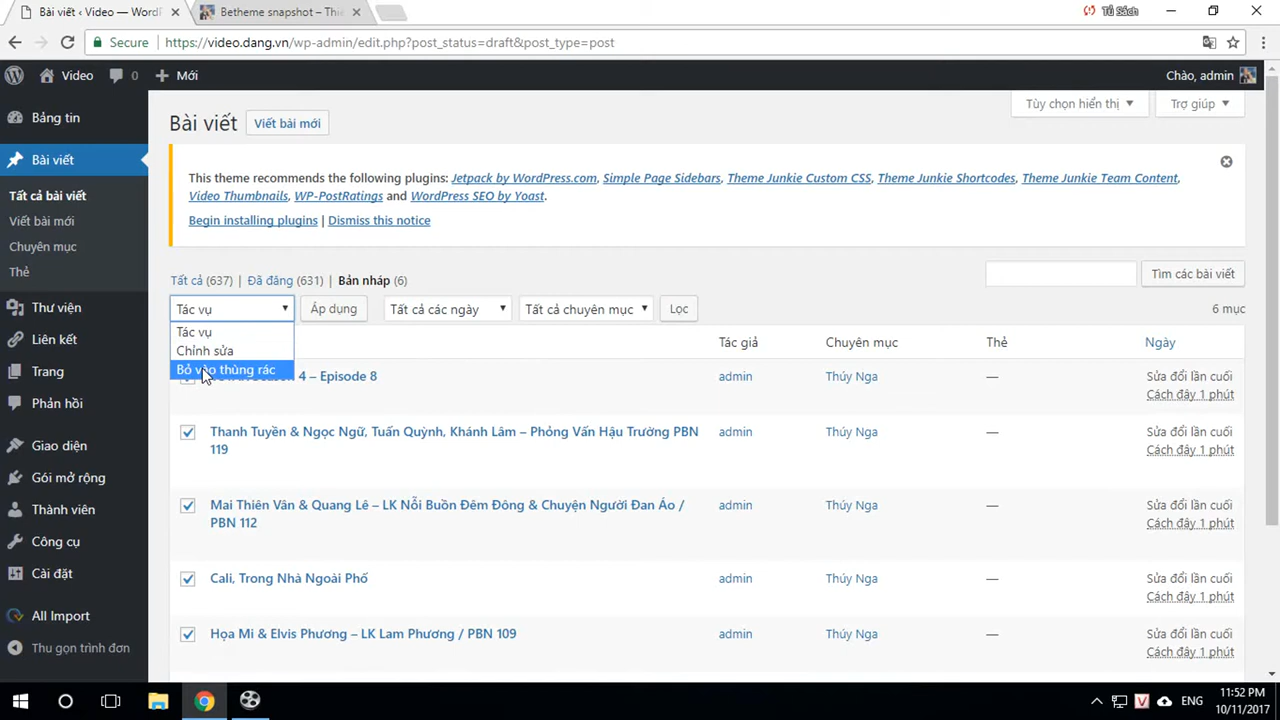 Bài viết ‹ Video — WordP
Betheme snapshot – Thi
Tủ Sách
Secure
https://video.dang.vn/wp-admin/edit.php?post_status=draft&post_type=post
Video
0
Mới
Chào, admin
Tùy chọn hiển thị
Trợ giúp
Bảng tin
Bài viết
Tất cả bài viết
Viết bài mới
Chuyên mục
Thẻ
Thư viện
Liên kết
Trang
Phản hồi
Giao diện
Gói mở rộng
Thành viên
Công cụ
Cài đặt
All Import
Thu gọn trình đơn
Bài viết
Viết bài mới
This theme recommends the following plugins: Jetpack by WordPress.com, Simple Page Sidebars, Theme Junkie Custom CSS, Theme Junkie Shortcodes, Theme Junkie Team Content,
Video Thumbnails, WP-PostRatings and WordPress SEO by Yoast.
Begin installing plugins | Dismiss this notice
Tất cả (637) | Đã đăng (631) | Bản nháp (6)
Tìm các bài viết
Tác vụ
Áp dụng
Tất cả các ngày
Tất cả chuyên mục
Lọc
6 mục
Tác vụ
Chỉnh sửa
Bỏ vào thùng rác
Tác giả
Chuyên mục
Thẻ
Ngày
4 – Episode 8
admin
Thúy Nga
—
Sửa đổi lần cuối
Cách đây 1 phút
Thanh Tuyền & Ngọc Ngữ, Tuấn Quỳnh, Khánh Lâm – Phỏng Vấn Hậu Trường PBN
119
admin
Thúy Nga
—
Sửa đổi lần cuối
Cách đây 1 phút
Mai Thiên Vân & Quang Lê – LK Nỗi Buồn Đêm Đông & Chuyện Người Đan Áo /
PBN 112
admin
Thúy Nga
—
Sửa đổi lần cuối
Cách đây 1 phút
Cali, Trong Nhà Ngoài Phố
admin
Thúy Nga
—
Sửa đổi lần cuối
Cách đây 1 phút
Họa Mi & Elvis Phương – LK Lam Phương / PBN 109
admin
Thúy Nga
—
Sửa đổi lần cuối
Cách đây 1 phút
ENG
11:52 PM
10/11/2017